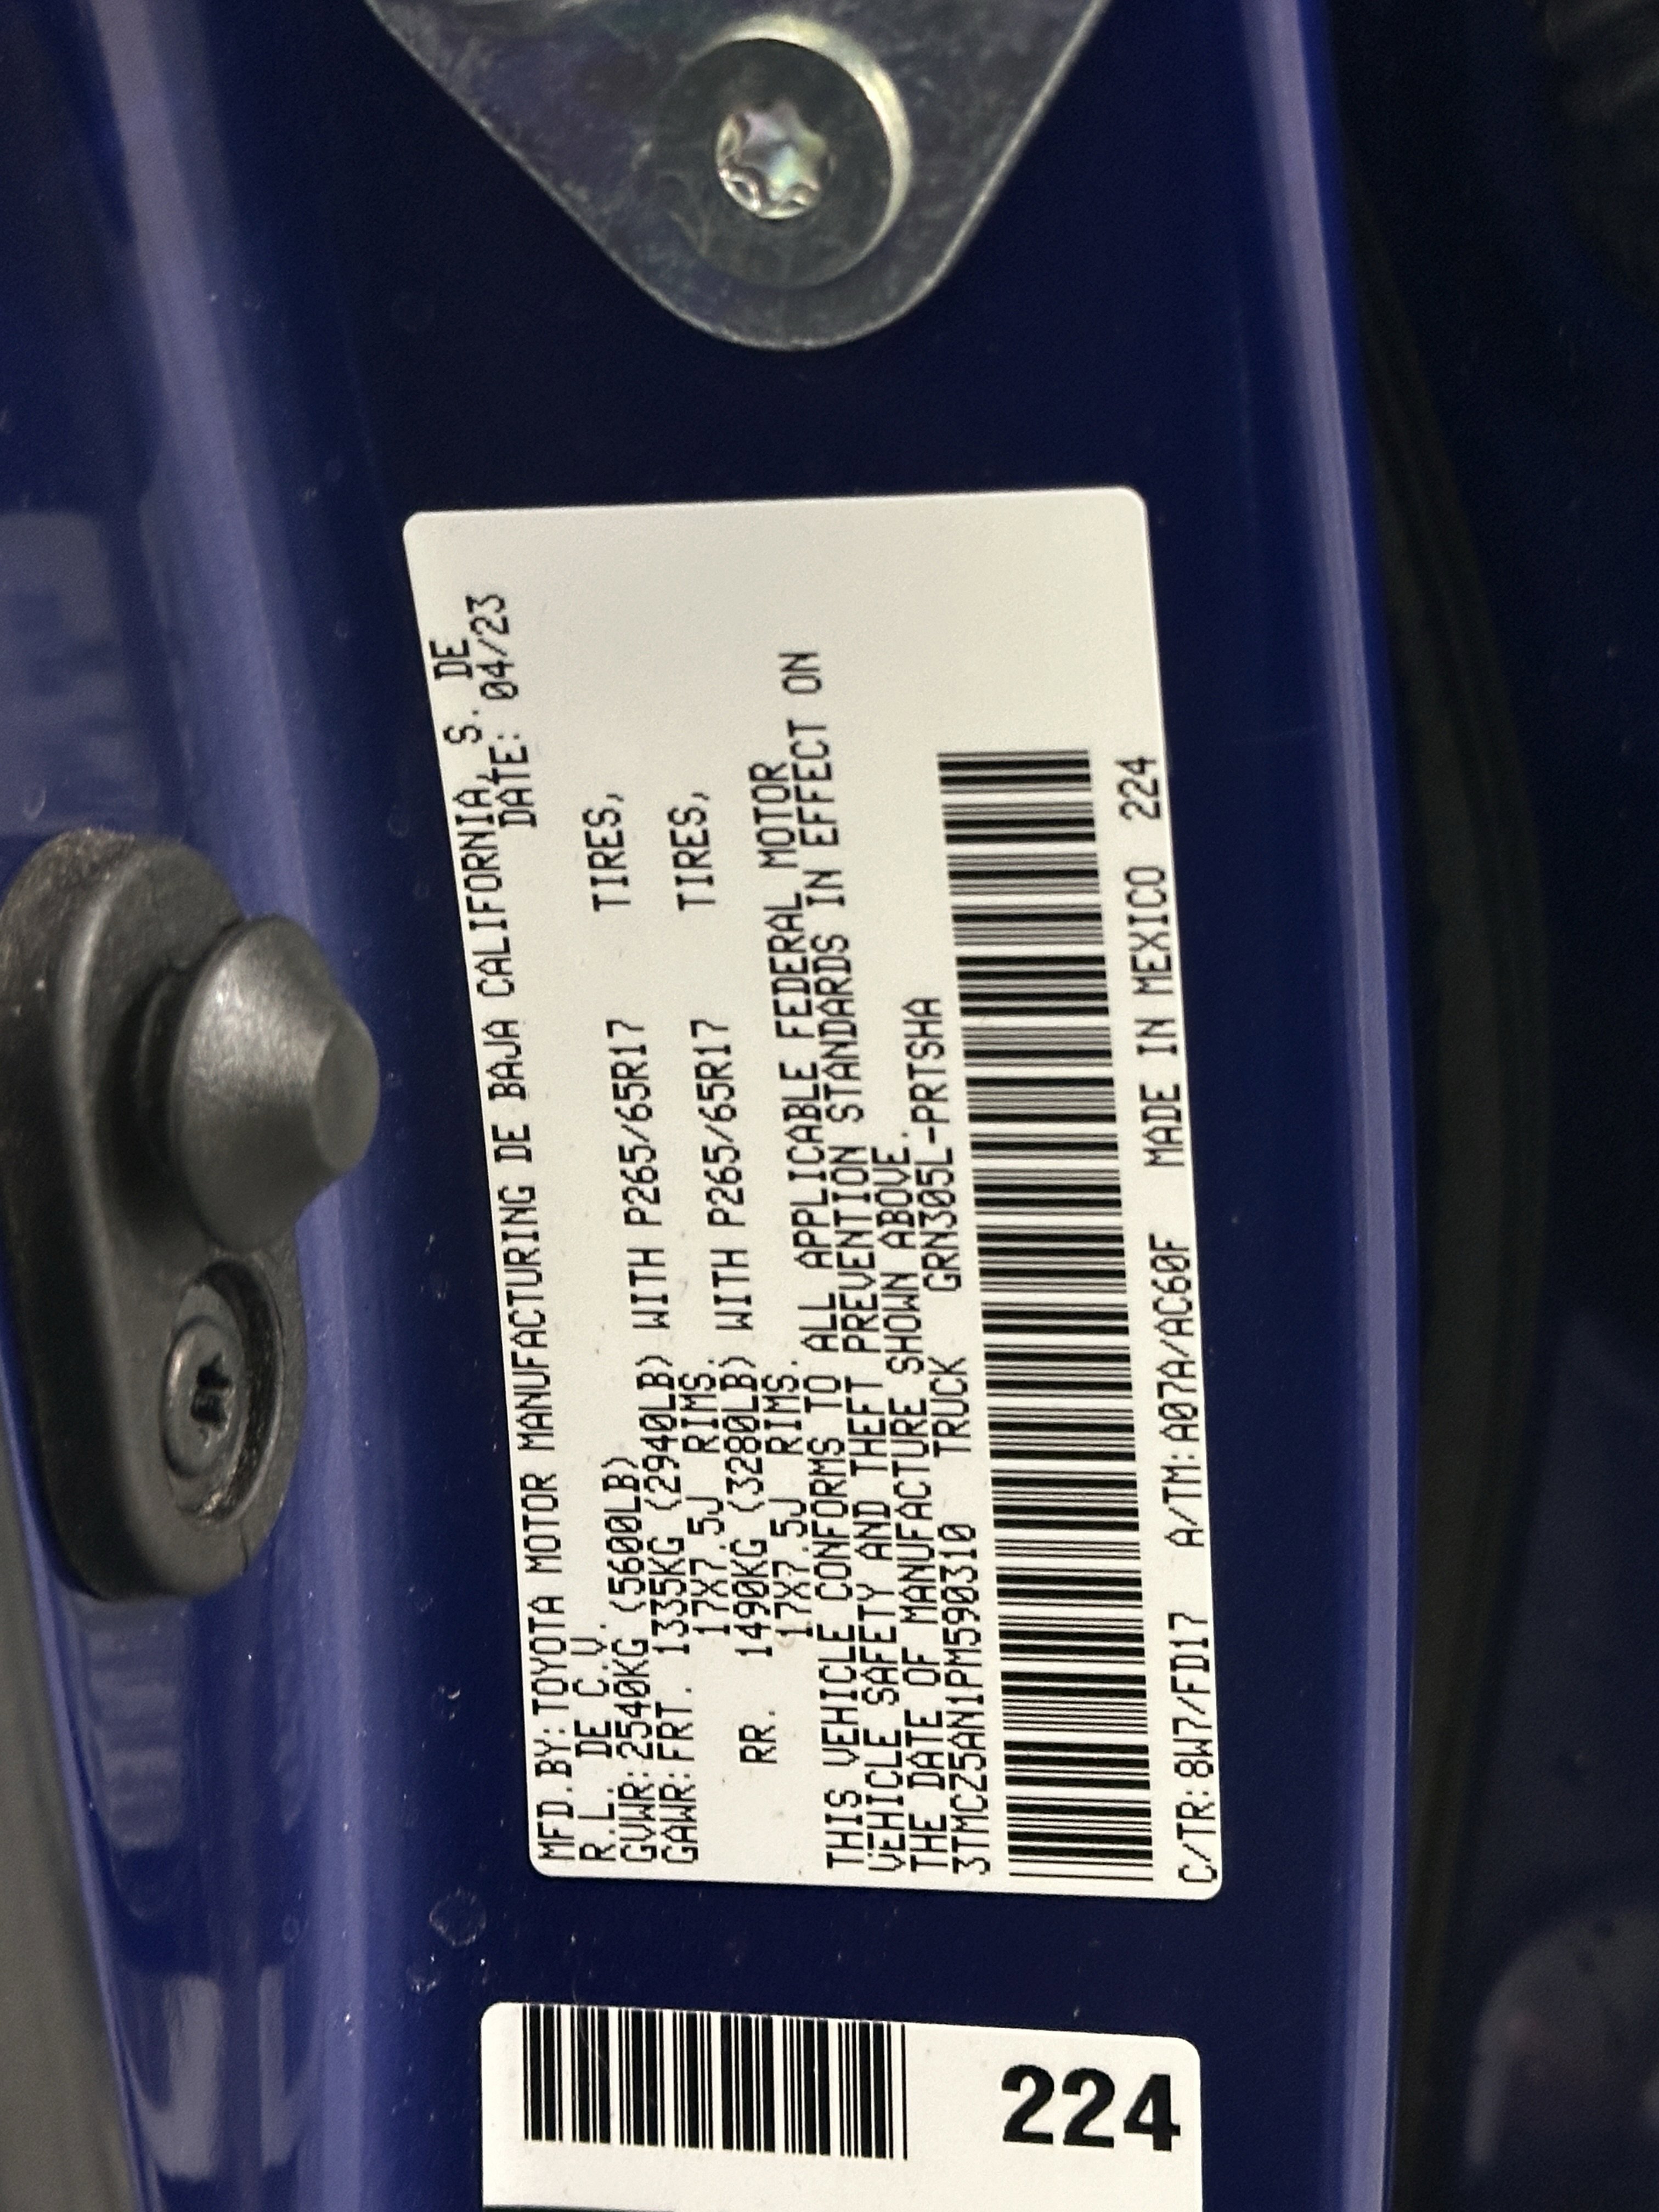 MFD.BY:TOYOTA MOTOR MANUFACTURING DE BAJA CALIFORNIA, S. DE
R.L. DE C.V. DATE: 04/23
GVWR:2540KG (5600LB)
GAWR:FRT. 1335KG (2940LB) WITH P265/65R17 TIRES,
17X7.5J RIMS.
RR. 1490KG (3280LB) WITH P265/65R17 TIRES,
17X7.5J RIMS.
THIS VEHICLE CONFORMS TO ALL APPLICABLE FEDERAL MOTOR
VEHICLE SAFETY AND THEFT PREVENTION STANDARDS IN EFFECT ON
THE DATE OF MANUFACTURE SHOWN ABOVE.
3TMCZ5AN1PM590310 TRUCK GRN305L-PRTSHA
C/TR:8W7/FD17 A/TM:A07A/AC60F MADE IN MEXICO 224
224